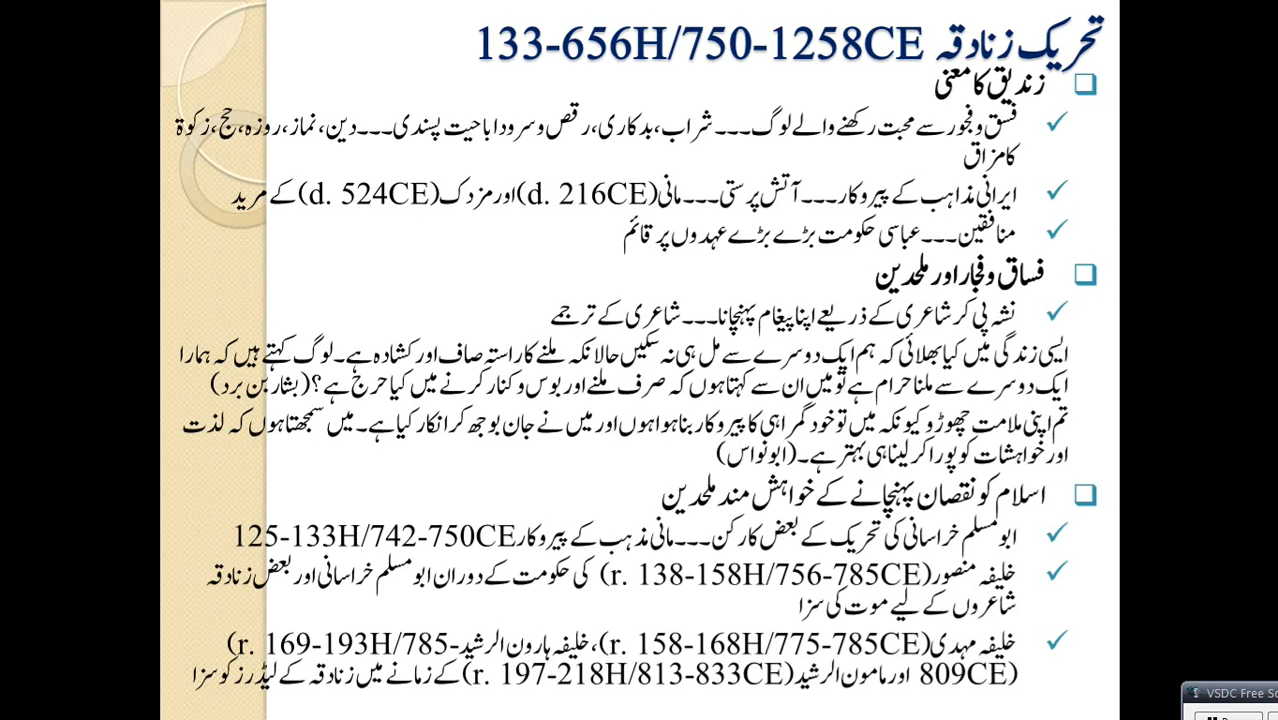 تحریک زنادقہ 133-656H/750-1258CE
زندیق کا معنی
فسق و فجور سے محبت رکھنے والے لوگ۔۔۔ شراب، بدکاری، رقص و سرود اباحیت پسندی۔۔۔ دین، نماز، روزہ، حج، زکوۃ
کا مزاق
ایرانی مذاہب کے پیروکار۔۔۔ آتش پرستی۔۔۔ مانی (d. 216CE) اور مزدک (d. 524CE) کے مرید
منافقین۔۔۔ عباسی حکومت بڑے بڑے عہدوں پر قائم
فساق و فجار اور ملحدین
نشہ پی کر شاعری کے ذریعے اپنا پیغام پہنچانا۔۔۔ شاعری کے ترجمے
ایسی زندگی میں کیا بھلائی کہ ہم ایک دوسرے سے مل ہی نہ سکیں حالانکہ ملنے کا راستہ صاف اور کشادہ ہے۔ لوگ کہتے ہیں کہ ہمارا
ایک دوسرے سے ملنا حرام ہے تو میں ان سے کہتا ہوں کہ صرف ملنے اور بوس و کنار کرنے میں کیا حرج ہے؟ (بشار بن برد)
تم اپنی ملامت چھوڑو کیونکہ میں تو خود گمراہی کا پیروکار بنا ہوا ہوں اور میں نے جان بوجھ کر انکار کیا ہے۔ میں سمجھتا ہوں کہ لذت
اور خواہشات کو پورا کر لینا ہی بہتر ہے۔ (ابو نواس)
اسلام کو نقصان پہنچانے کے خواہش مند ملحدین
ابو مسلم خراسانی کی تحریک کے بعض کارکن۔۔۔ مانی مذہب کے پیروکار 125-133H/742-750CE
خلیفہ منصور (r. 138-158H/756-785CE) کی حکومت کے دوران ابو مسلم خراسانی اور بعض زنادقہ
شاعروں کے لیے موت کی سزا
خلیفہ مہدی (r. 158-168H/775-785CE)، خلیفہ ہارون الرشید (r. 169-193H/785-
809CE) اور مامون الرشید (r. 197-218H/813-833CE) کے زمانے میں زنادقہ کے لیڈرز کو سزا
VSDC Free Sc